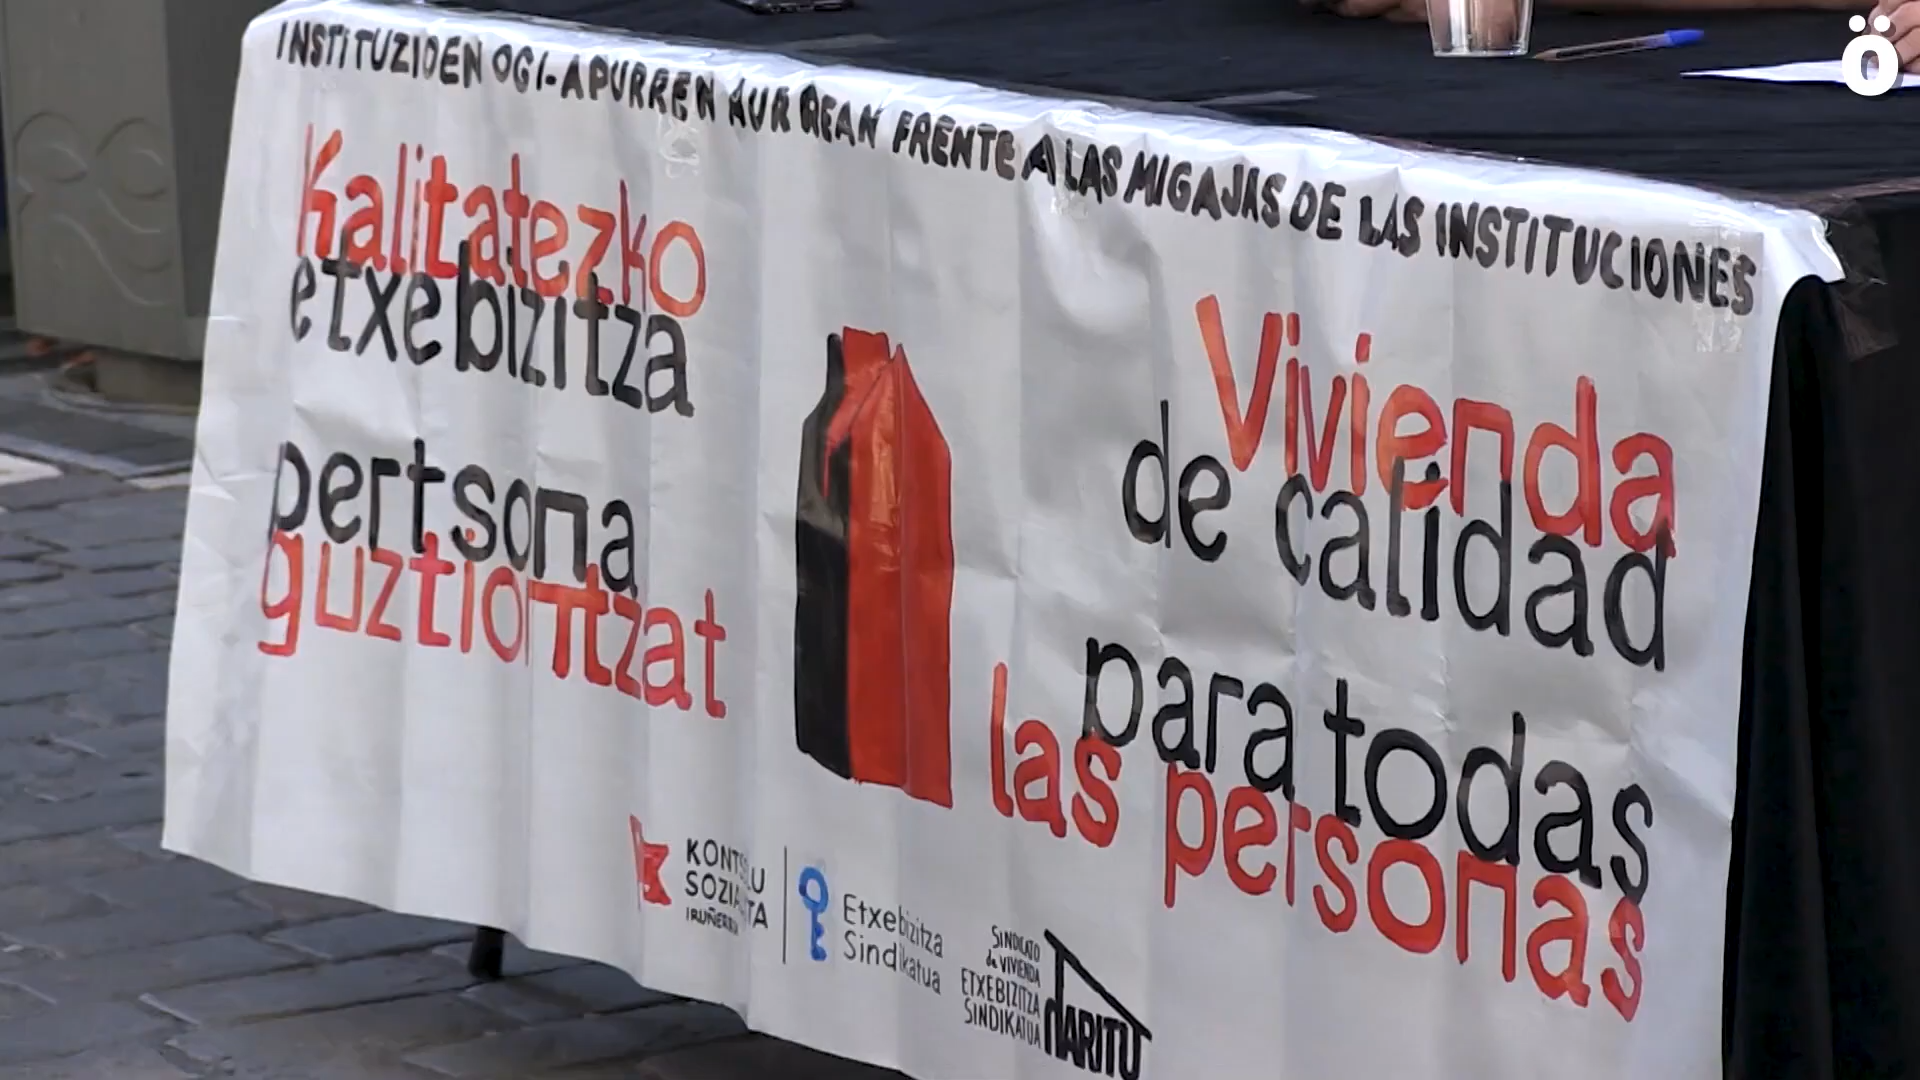 INSTITUZIOEN OGI-APURREN AURREAN FRENTE A LAS MIGAJAS DE LAS INSTITUCIONES
Kalitatezko
etxebizitza
pertsona
guztiontzat
Vivienda
de calidad
para todas
las personas
KONTSEILU
SOZIALISTA
IRUÑERRIA
Etxebizitza
Sindikatua
SINDICATO
de VIVIENDA
ETXEBIZITZA
SINDIKATUA
HARITU
ö